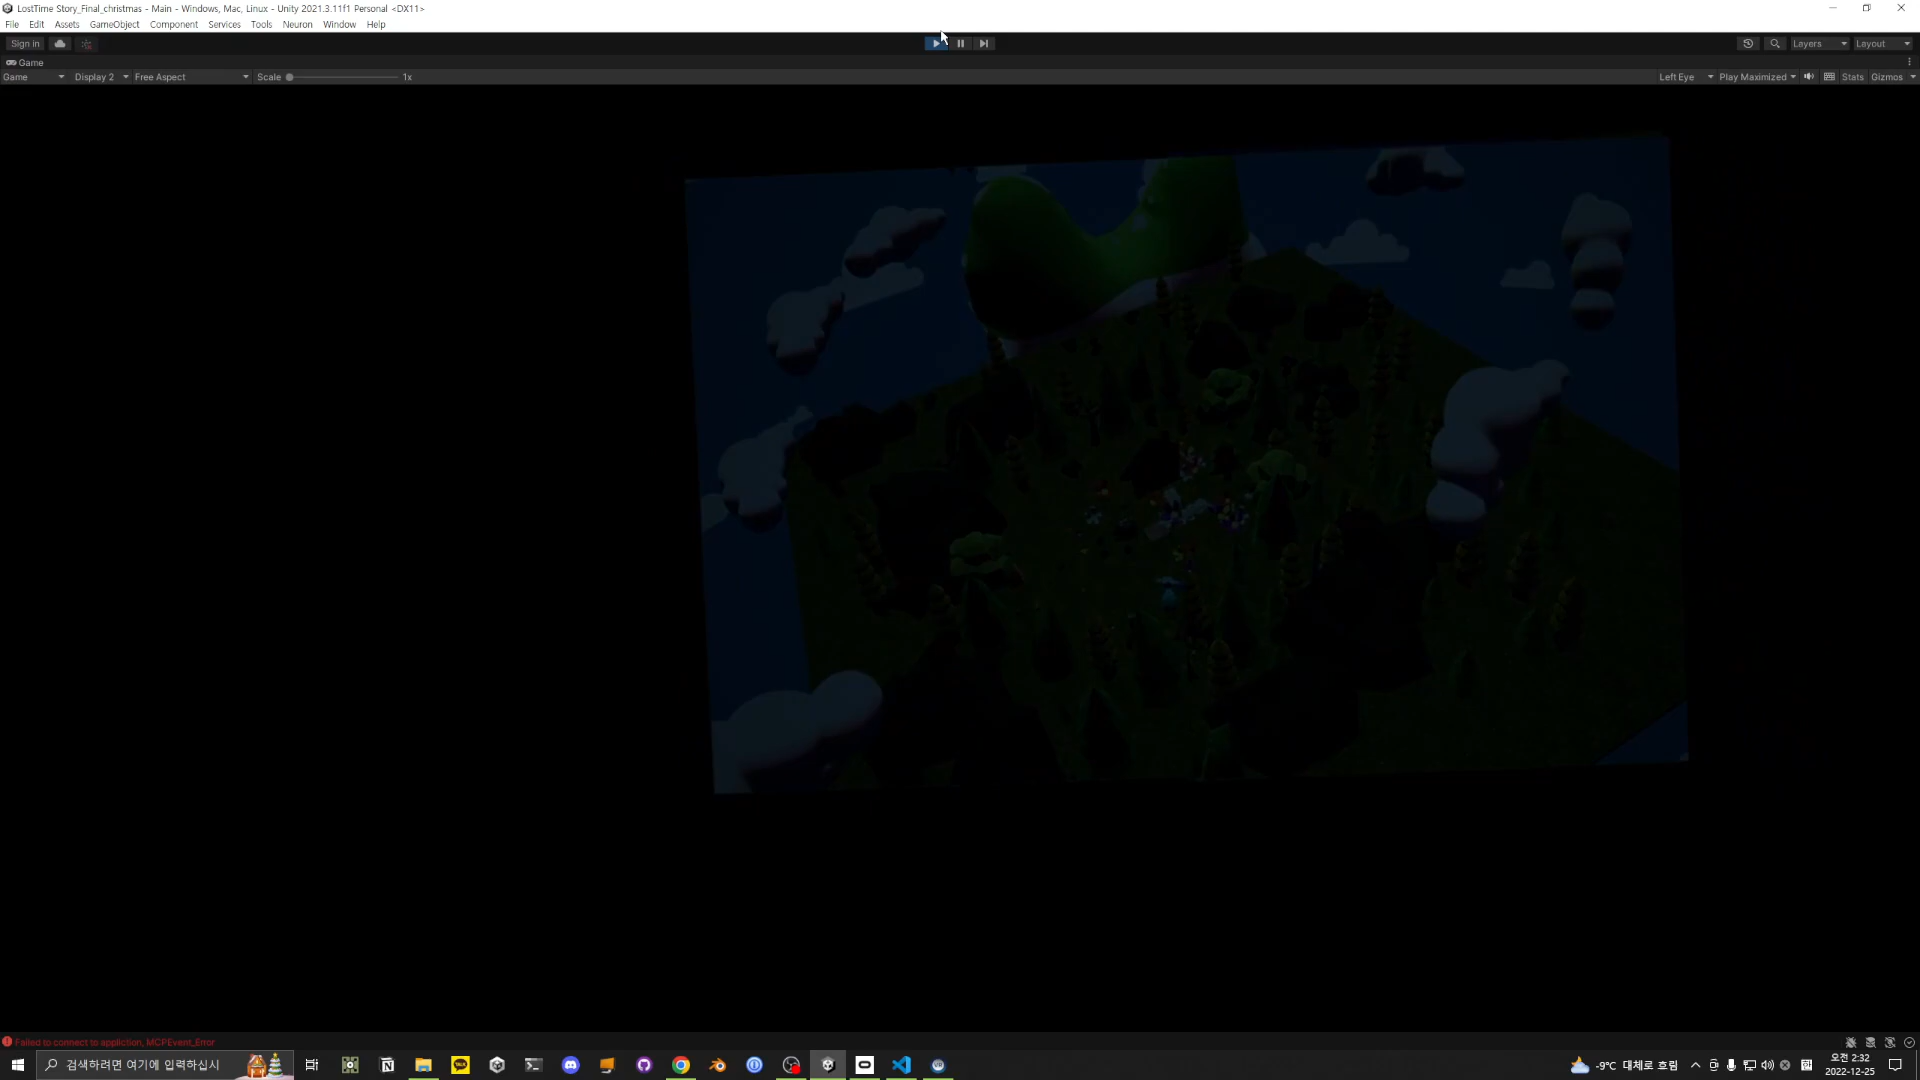 LostTime Story_Final_christmas - Main - Windows, Mac, Linux - Unity 2021.3.11f1 Personal <DX11>
File Edit Assets GameObject Component Services Tools Neuron Window Help
Sign in Layers Layout
Game
Game Display 2 Free Aspect Scale 1x Left Eye Play Maximized Stats Gizmos
Failed to connect to appliction, MCPEvent_Error
검색하려면 여기에 입력하십시 TALK -9°C 대체로 흐림 오전 2:32
2022-12-25